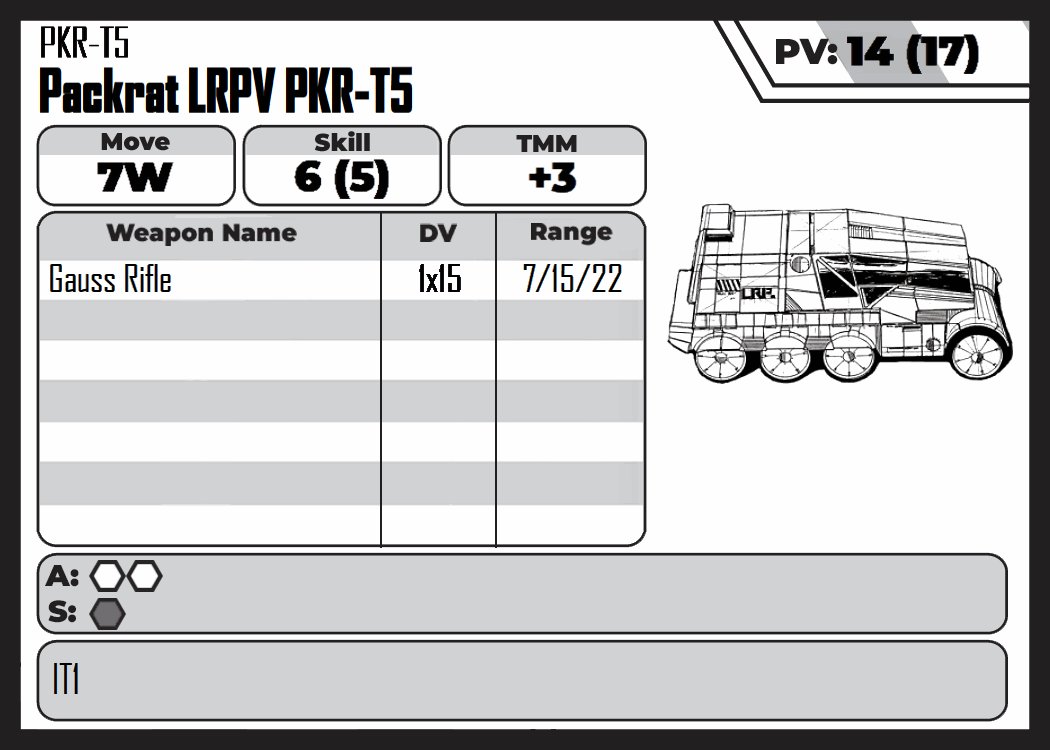 PKR-T5
Packrat LRPV PKR-T5
PV: 14 (17)
Move Skill TMM
7W 6 (5) +3
Weapon Name DV Range
Gauss Rifle 1x15 7/15/22
LRP.
A:
S:
IT1